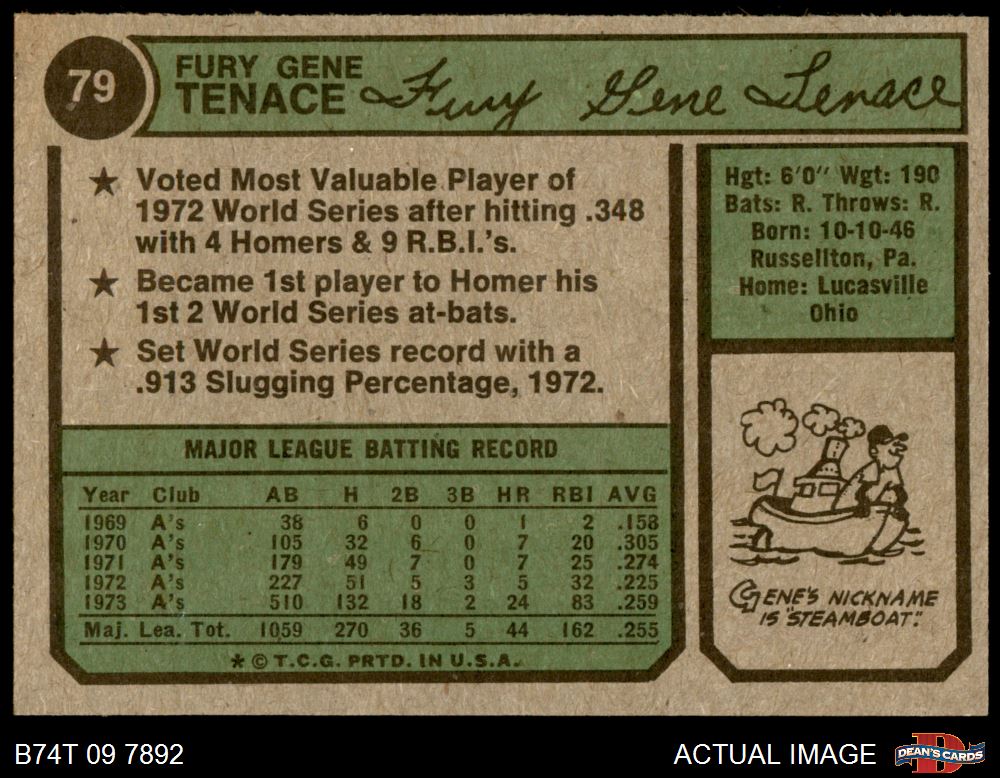 79
FURY GENE
TENACE
Fury Gene Tenace
★ Voted Most Valuable Player of
1972 World Series after hitting .348
with 4 Homers & 9 R.B.I.'s.
★ Became 1st player to Homer his
1st 2 World Series at-bats.
★ Set World Series record with a
.913 Slugging Percentage, 1972.
Hgt: 6'0" Wgt: 190
Bats: R. Throws: R.
Born: 10-10-46
Russellton, Pa.
Home: Lucasville
Ohio
MAJOR LEAGUE BATTING RECORD
Year Club AB H 2B 3B HR RBI AVG
1969 A's 38 6 0 0 1 2 .158
1970 A's 105 32 6 0 7 20 .305
1971 A's 179 49 7 0 7 25 .274
1972 A's 227 51 5 3 5 32 .225
1973 A's 510 132 18 2 24 83 .259
Maj. Lea. Tot. 1059 270 36 5 44 162 .255
* © T.C.G. PRTD. IN U.S.A.
GENE'S NICKNAME
IS "STEAMBOAT."
B74T 09 7892
ACTUAL IMAGE
DEAN'S CARDS